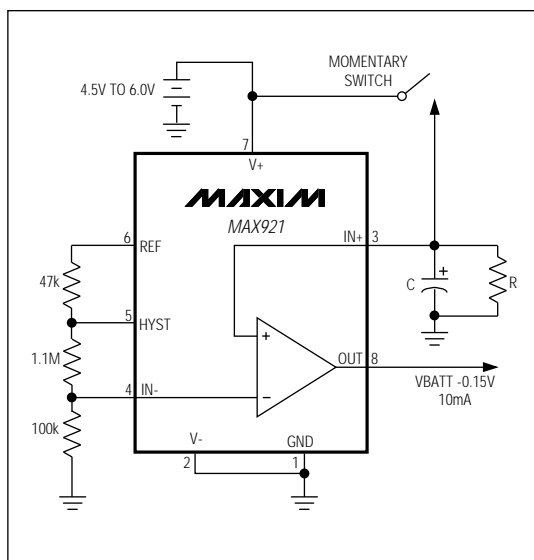 MOMENTARY
SWITCH
4.5V TO 6.0V
7
V+
MAXIM
MAX921
6
REF
IN+
3
47k
C
+
R
5
HYST
+
1.1M
OUT
8
4
IN-
−
VBATT -0.15V
10mA
100k
V-
GND
2
1